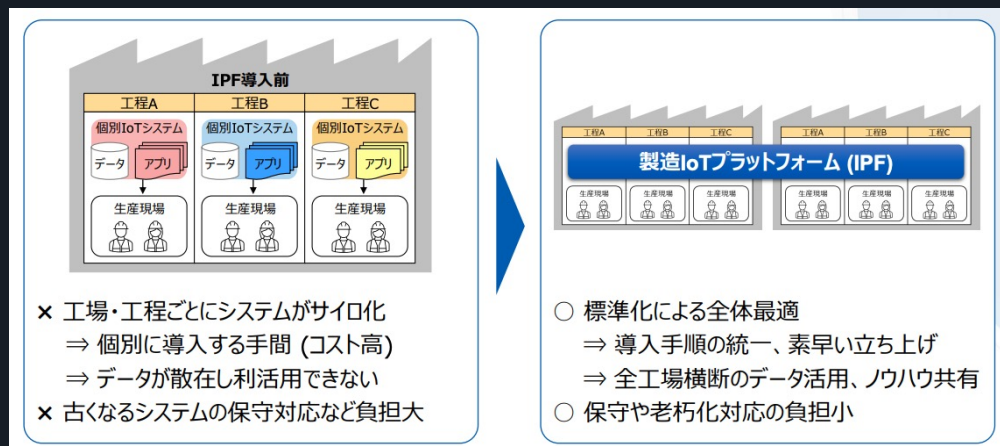 IPF導入前
工程A 工程B 工程C
個別IoTシステム 個別IoTシステム 個別IoTシステム
データ アプリ データ アプリ データ アプリ
生産現場 生産現場 生産現場
× 工場・工程ごとにシステムがサイロ化
⇒ 個別に導入する手間 (コスト高)
⇒ データが散在し利活用できない
× 古くなるシステムの保守対応など負担大
工程A 工程B 工程C 工程A 工程B 工程C
製造IoTプラットフォーム (IPF)
生産現場 生産現場 生産現場 生産現場 生産現場 生産現場
○ 標準化による全体最適
⇒ 導入手順の統一、素早い立ち上げ
⇒ 全工場横断のデータ活用、ノウハウ共有
○ 保守や老朽化対応の負担小